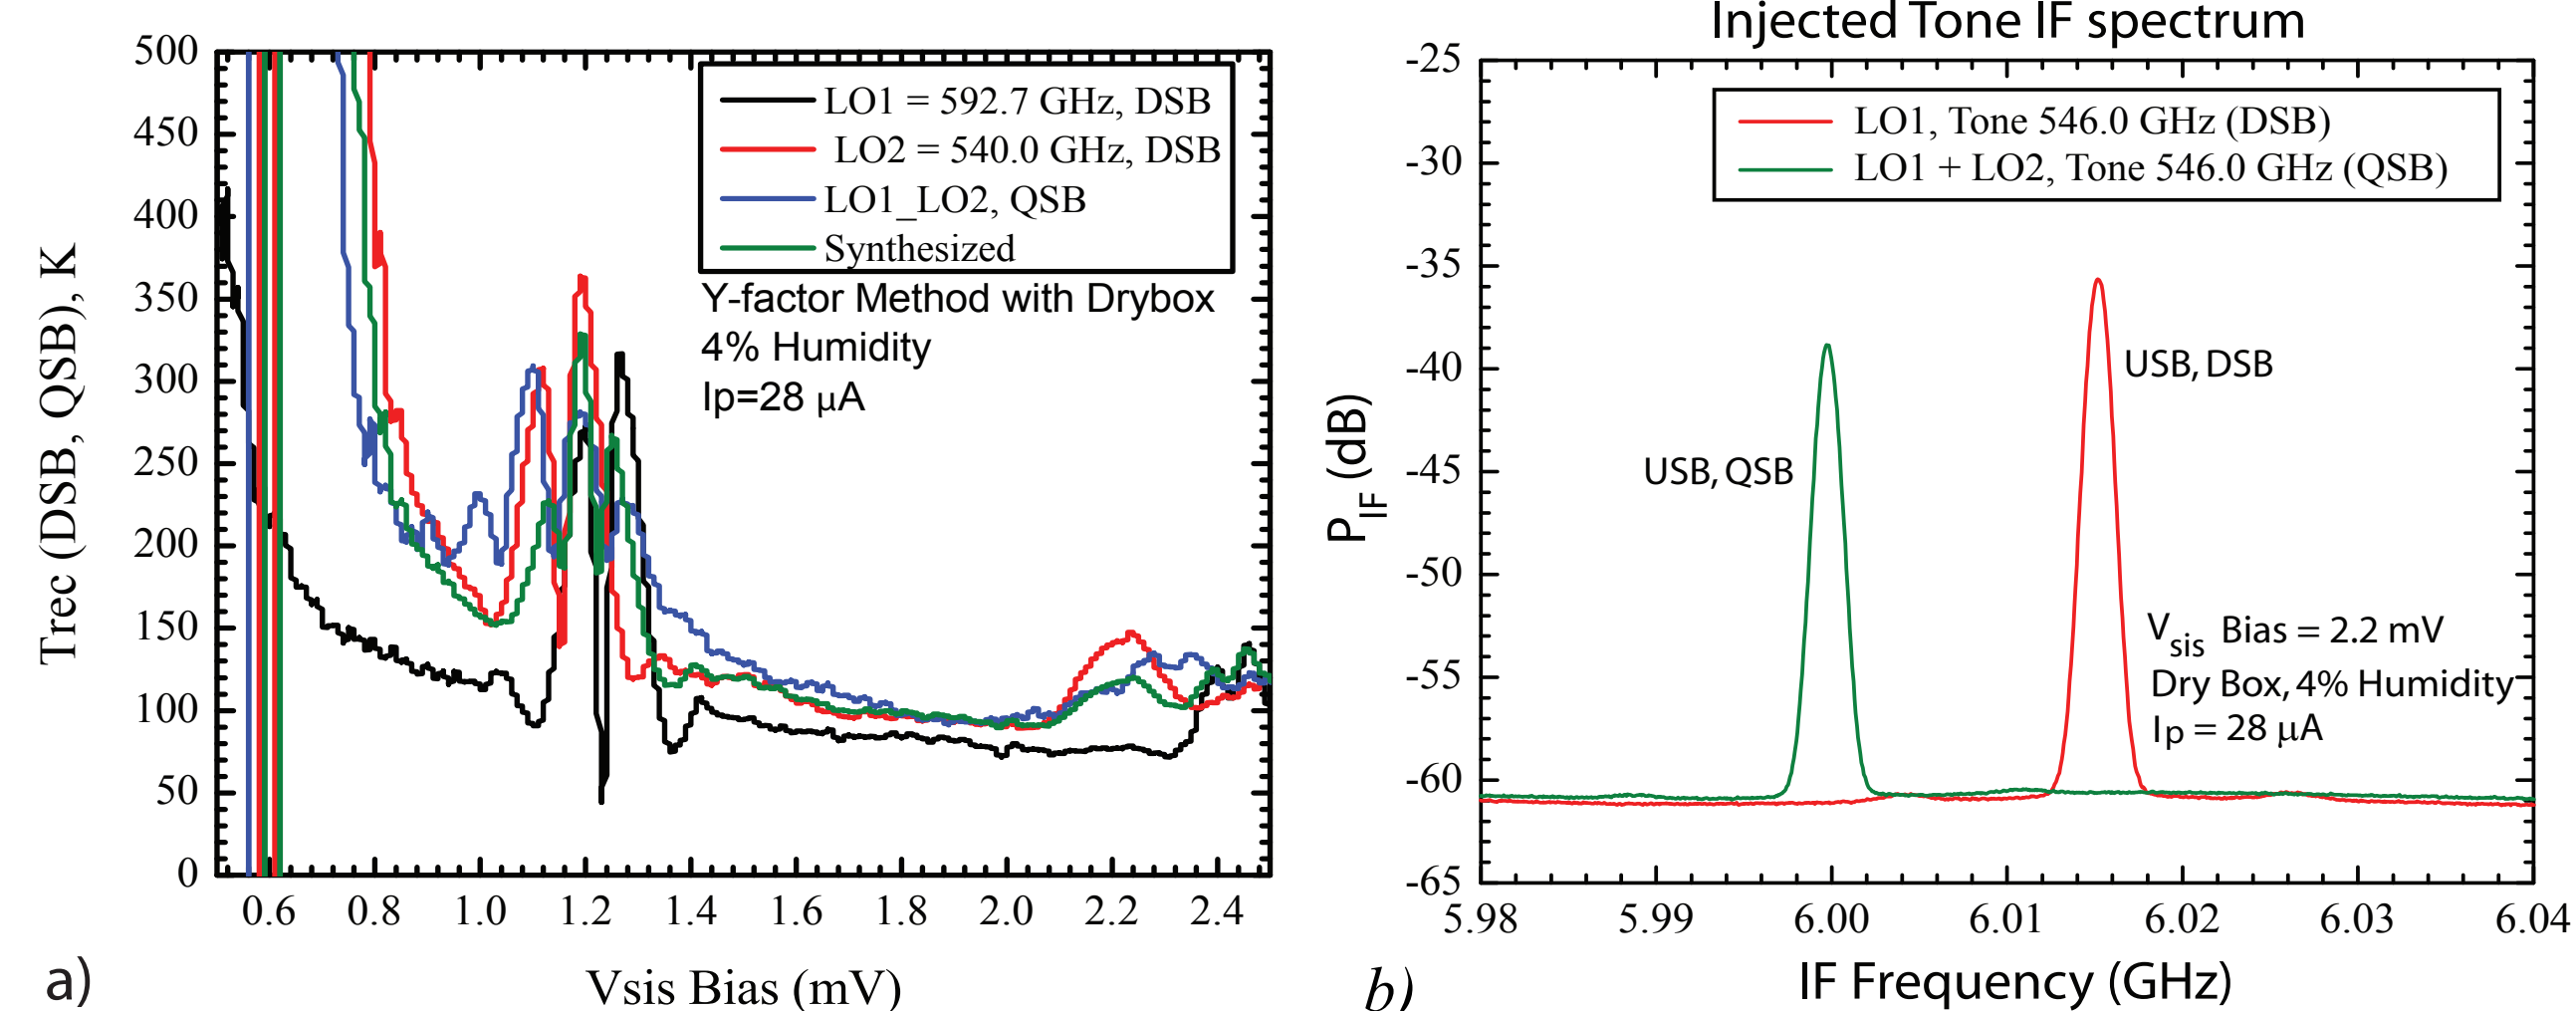 500
450
400
350
300
250
200
150
100
50
0
Trec (DSB, QSB), K
LO1 = 592.7 GHz, DSB
LO2 = 540.0 GHz, DSB
LO1_LO2, QSB
Synthesized
Y-factor Method with Drybox
4% Humidity
Ip=28 µA
0.6 0.8 1.0 1.2 1.4 1.6 1.8 2.0 2.2 2.4
Vsis Bias (mV)
a)
Injected Tone IF spectrum
-25
-30
-35
-40
-45
-50
-55
-60
-65
PIF (dB)
LO1, Tone 546.0 GHz (DSB)
LO1 + LO2, Tone 546.0 GHz (QSB)
USB, DSB
USB, QSB
Vsis Bias = 2.2 mV
Dry Box, 4% Humidity
Ip = 28 µA
5.98 5.99 6.00 6.01 6.02 6.03 6.04
IF Frequency (GHz)
b)